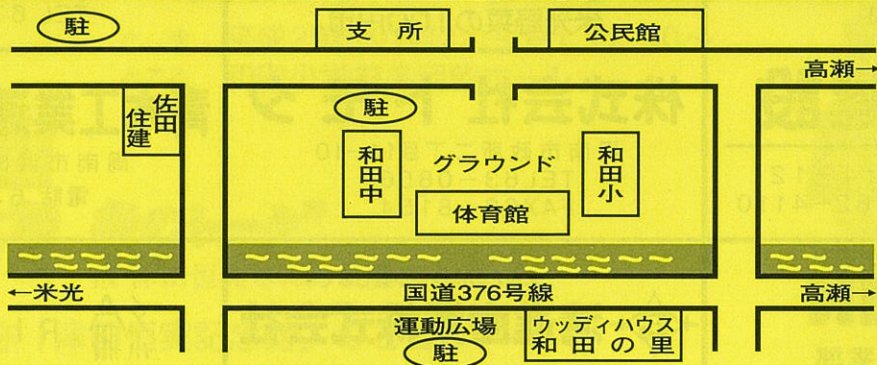 駐
支所
公民館
高瀬→
佐田
住建
駐
和田中
グラウンド
和田小
体育館
←米光
国道376号線
高瀬→
運動広場
駐
ウッディハウス
和田の里